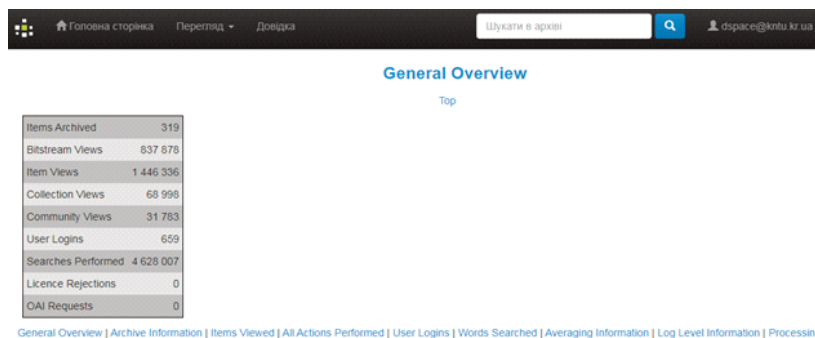 Головна сторінка Перегляд Довідка Шукати в архіві dspace@kntu.kr.ua
General Overview
Top
Items Archived 319
Bitstream Views 837 878
Item Views 1 446 336
Collection Views 68 998
Community Views 31 783
User Logins 659
Searches Performed 4 628 007
Licence Rejections 0
OAI Requests 0
General Overview | Archive Information | Items Viewed | All Actions Performed | User Logins | Words Searched | Averaging Information | Log Level Information | Processin